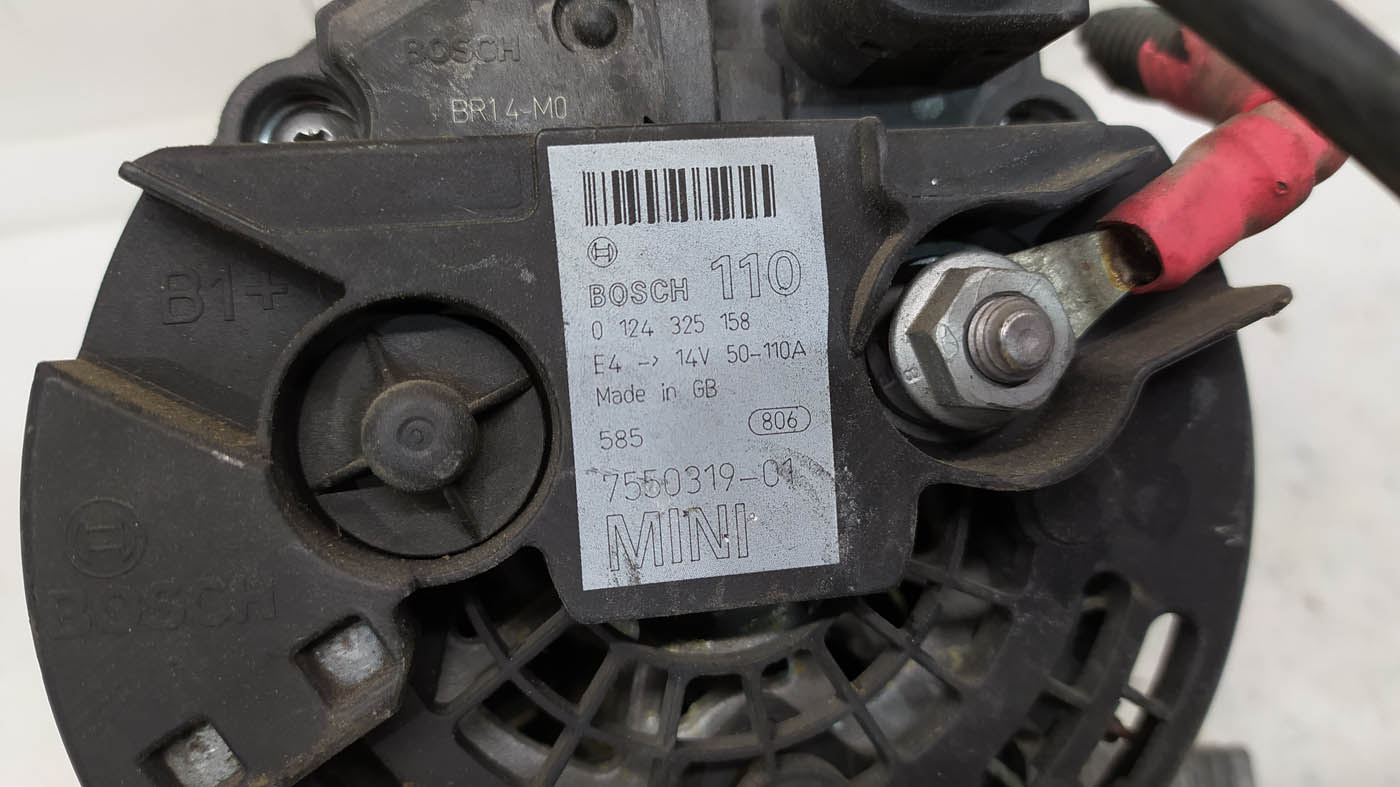 BOSCH
BR14-M0
B1+
BOSCH 110
0 124 325 158
E4 -> 14V 50-110A
Made in GB
585 806
7550319-01
MINI
BOSCH